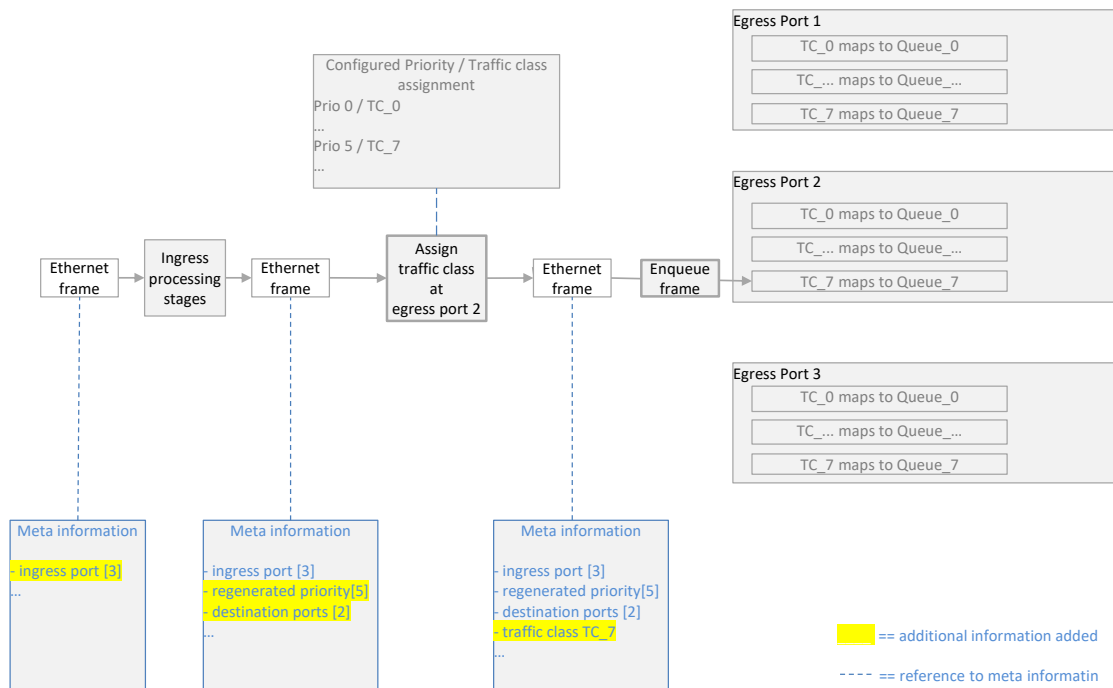 Egress Port 1
TC_0 maps to Queue_0
TC_... maps to Queue_...
TC_7 maps to Queue_7
Configured Priority / Traffic class
assignment
Prio 0 / TC_0
...
Prio 5 / TC_7
...
Egress Port 2
TC_0 maps to Queue_0
TC_... maps to Queue_...
TC_7 maps to Queue_7
Ethernet
frame
Ingress
processing
stages
Ethernet
frame
Assign
traffic class
at
egress port 2
Ethernet
frame
Enqueue
frame
Egress Port 3
TC_0 maps to Queue_0
TC_... maps to Queue_...
TC_7 maps to Queue_7
Meta information
- ingress port [3]
...
Meta information
- ingress port [3]
- regenerated priority[5]
- destination ports [2]
...
Meta information
- ingress port [3]
- regenerated priority[5]
- destination ports [2]
- traffic class TC_7
...
== additional information added
== reference to meta informatin